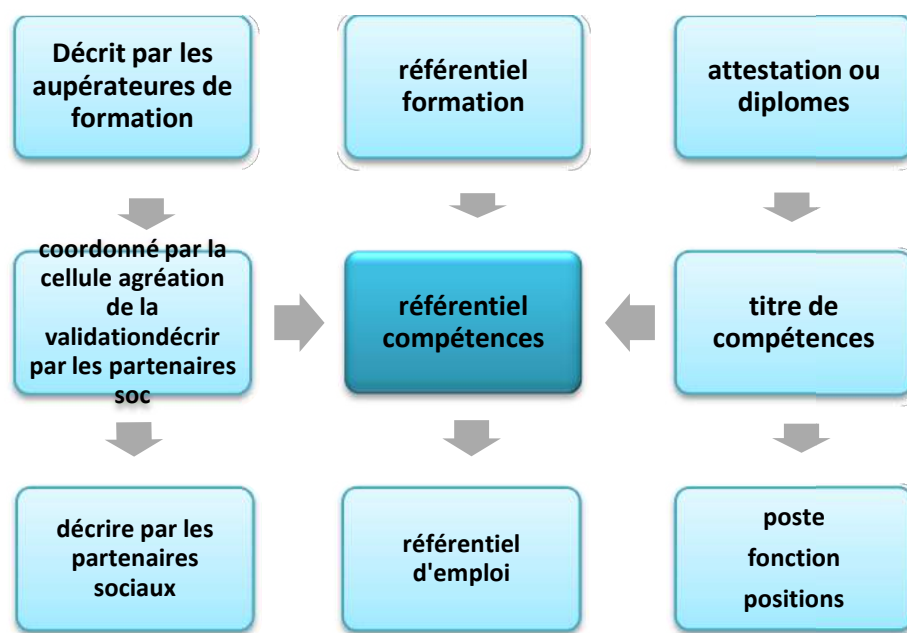 Décrit par les
aupérateures de
formation
référentiel
formation
attestation ou
diplomes
coordonné par la
cellule agréation
de la
validationdécrir
par les partenaires
soc
référentiel
compétences
titre de
compétences
décrire par les
partenaires
sociaux
référentiel
d'emploi
poste
fonction
positions